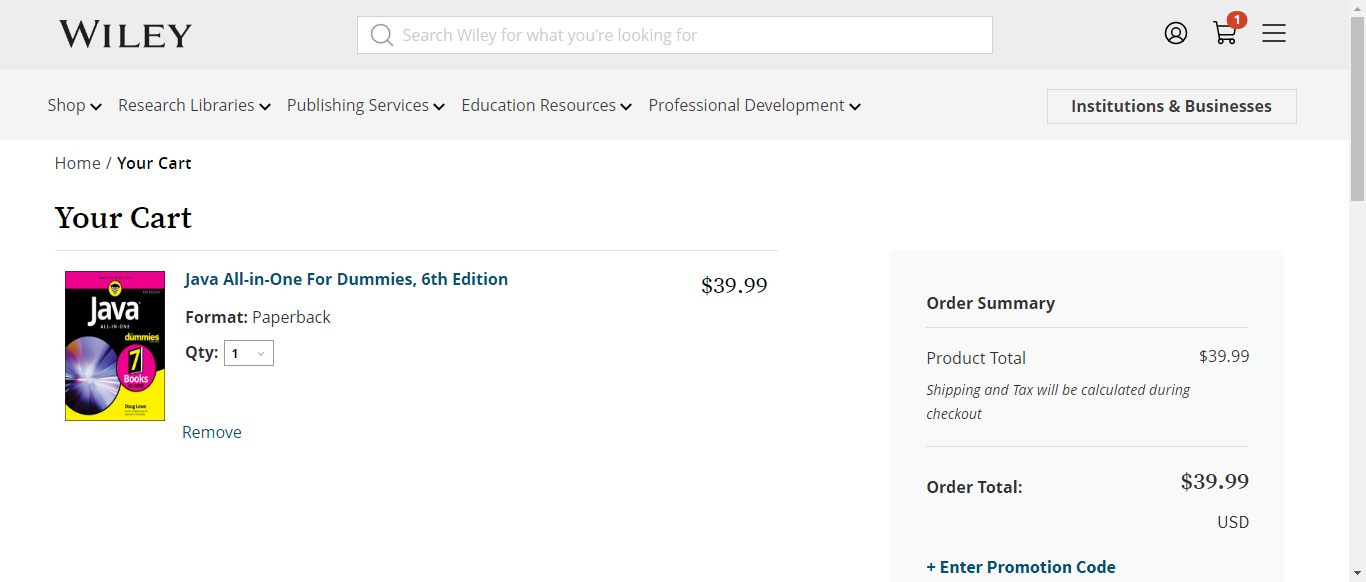 WILEY
Search Wiley for what you're looking for
1
Shop
Research Libraries
Publishing Services
Education Resources
Professional Development
Institutions & Businesses
Home / Your Cart
Your Cart
Java
ALL-IN-ONE
dummies
7
Books
Doug Lowe
Java All-in-One For Dummies, 6th Edition
$39.99
Format: Paperback
Qty: 1
Remove
Order Summary
Product Total $39.99
Shipping and Tax will be calculated during
checkout
Order Total: $39.99
USD
+ Enter Promotion Code